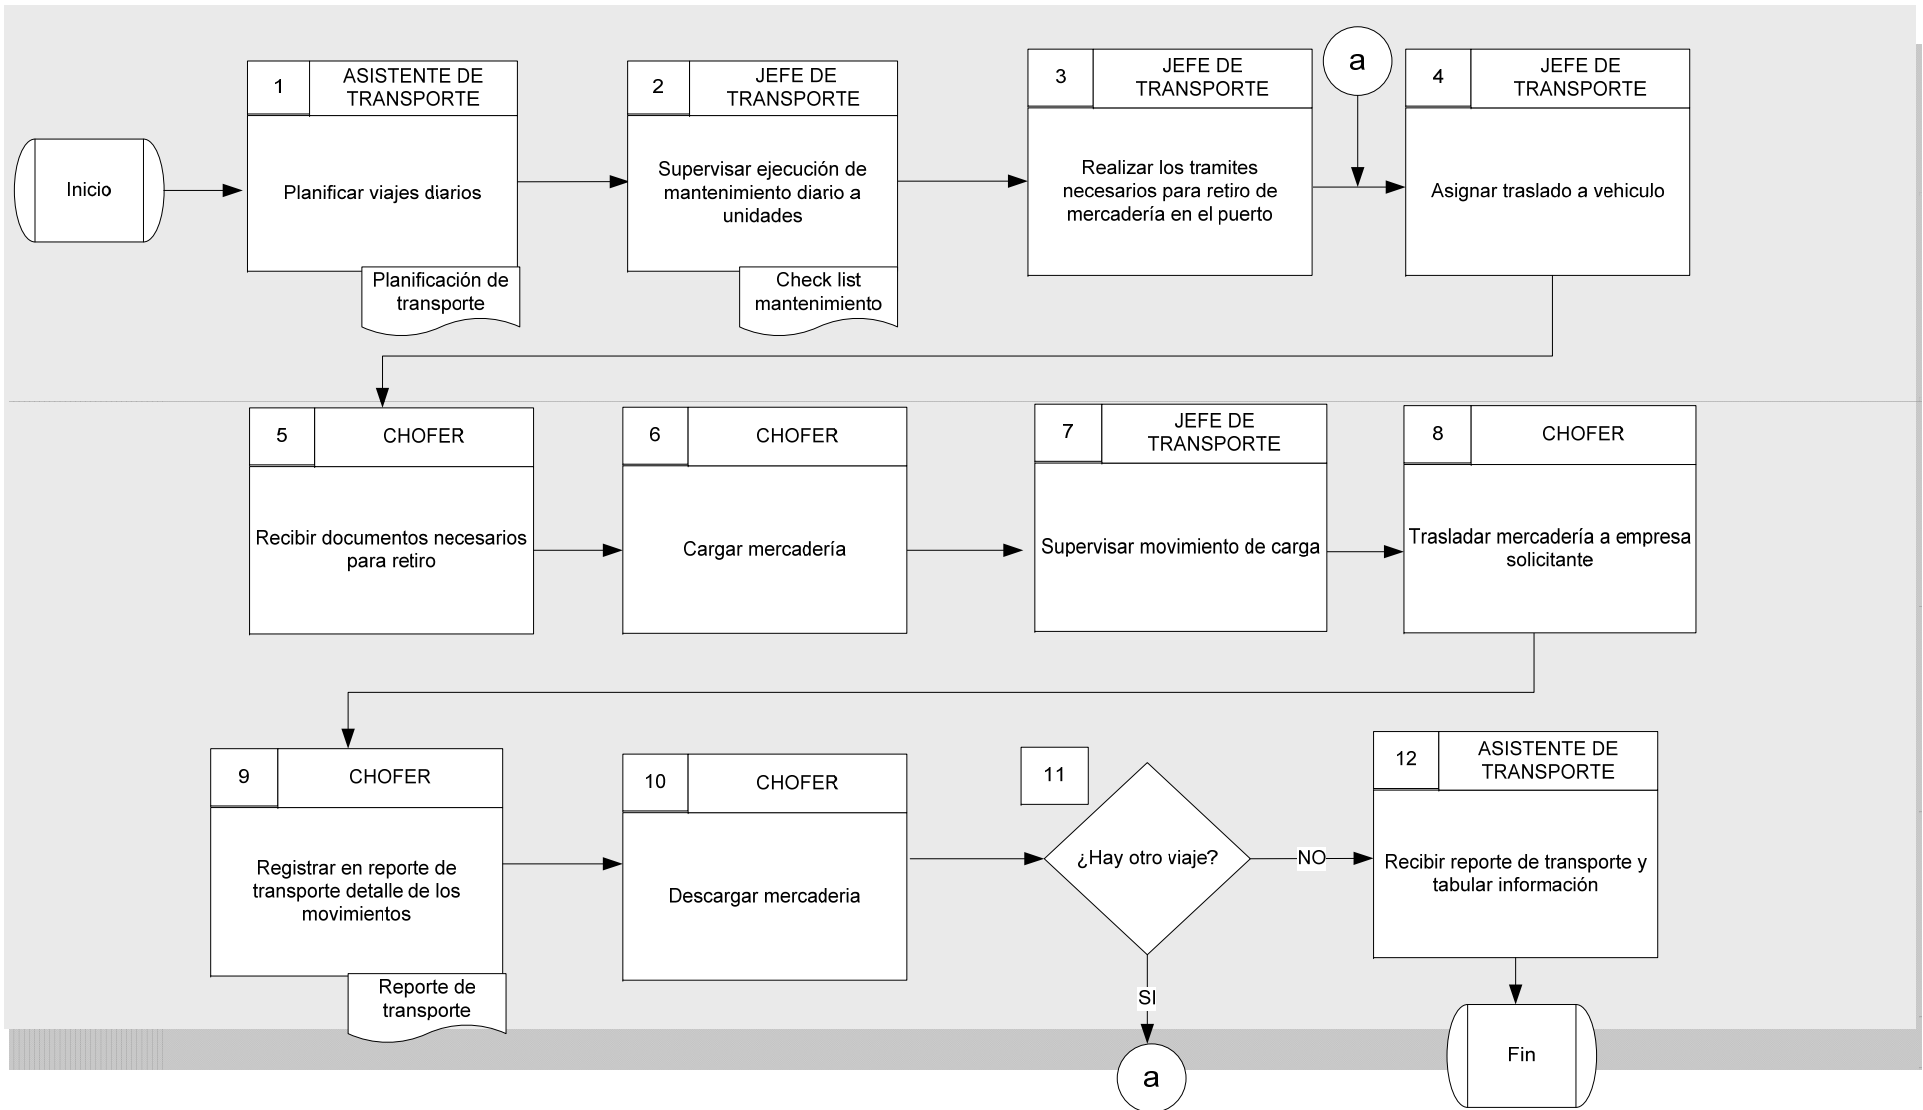 Inicio
1
ASISTENTE DE
TRANSPORTE
Planificar viajes diarios
Planificación de
transporte
2
JEFE DE
TRANSPORTE
Supervisar ejecución de
mantenimiento diario a
unidades
Check list
mantenimiento
3
JEFE DE
TRANSPORTE
Realizar los tramites
necesarios para retiro de
mercadería en el puerto
a
4
JEFE DE
TRANSPORTE
Asignar traslado a vehiculo
5
CHOFER
Recibir documentos necesarios
para retiro
6
CHOFER
Cargar mercadería
7
JEFE DE
TRANSPORTE
Supervisar movimiento de carga
8
CHOFER
Trasladar mercadería a empresa
solicitante
9
CHOFER
Registrar en reporte de
transporte detalle de los
movimientos
Reporte de
transporte
10
CHOFER
Descargar mercaderia
11
¿Hay otro viaje?
NO
SI
a
12
ASISTENTE DE
TRANSPORTE
Recibir reporte de transporte y
tabular información
Fin